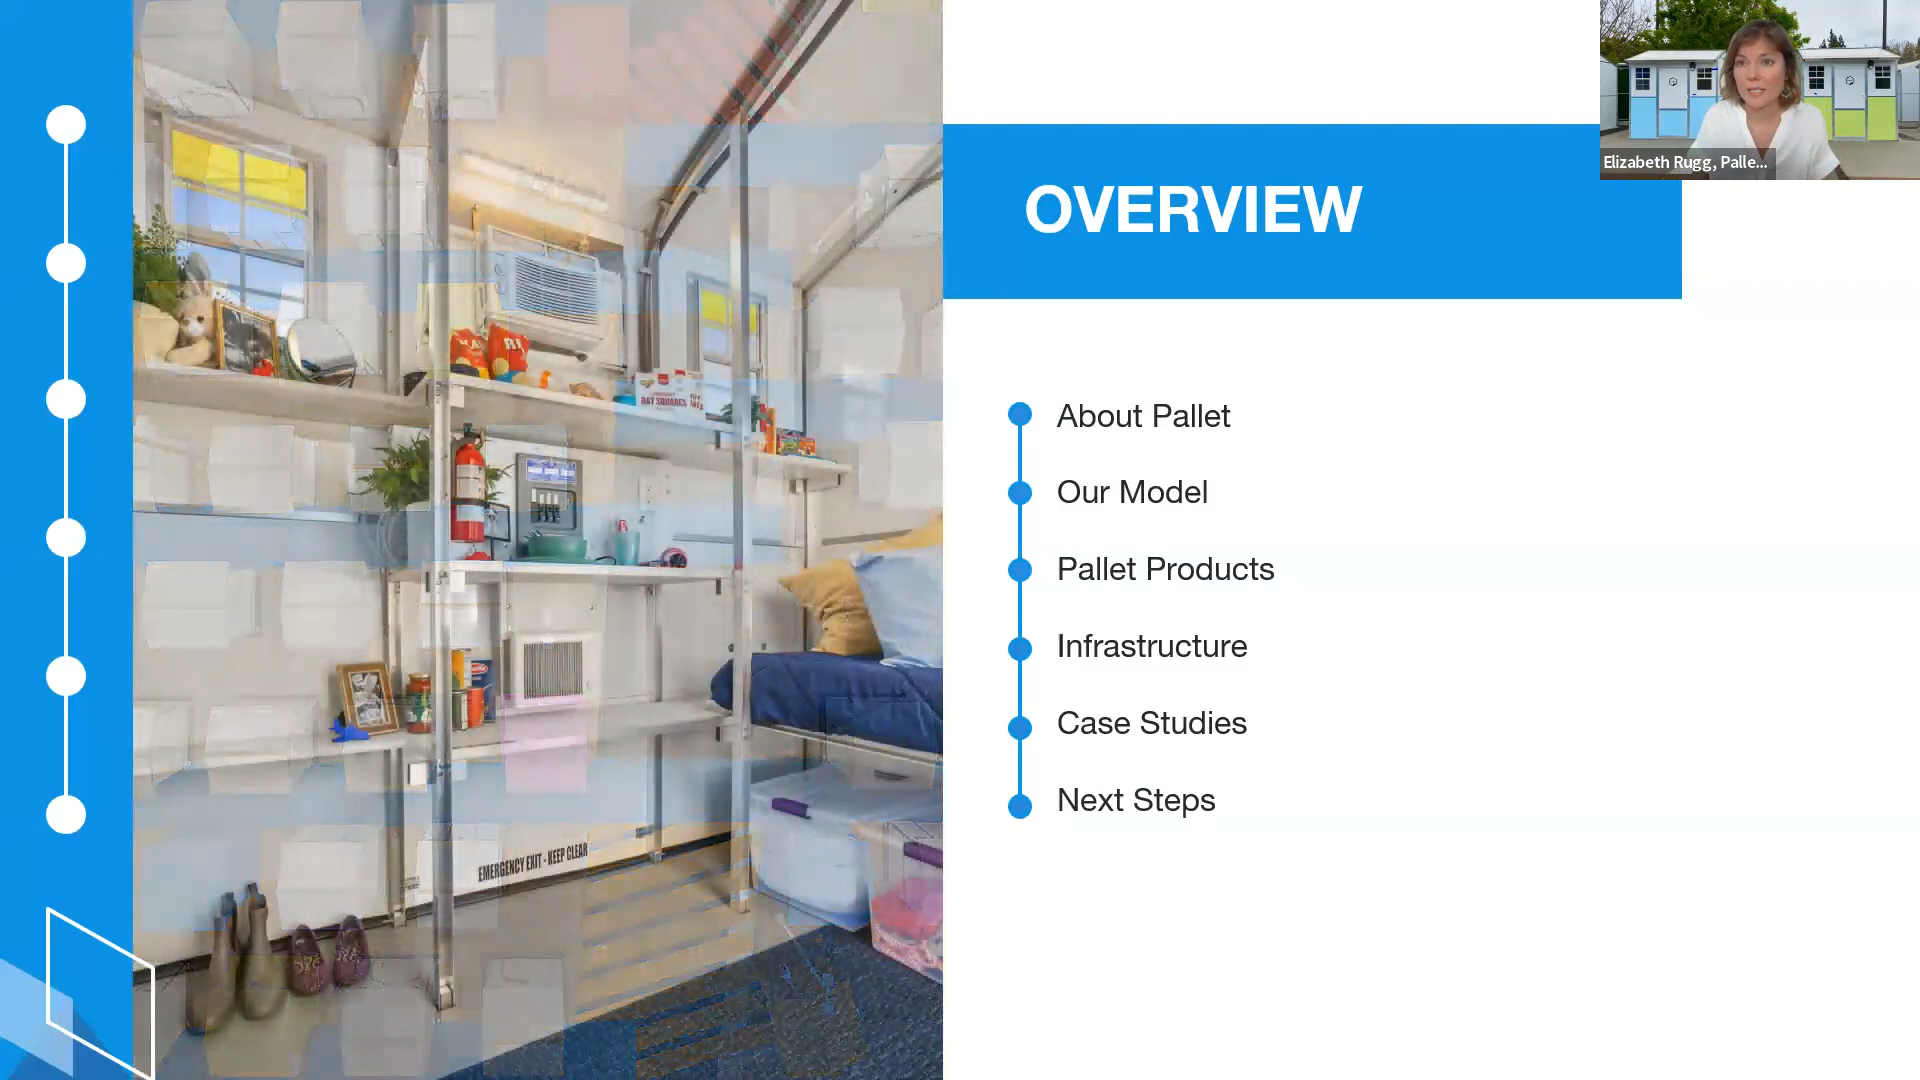 OVERVIEW
Elizabeth Rugg, Palle...
About Pallet
Our Model
Pallet Products
Infrastructure
Case Studies
Next Steps
EMERGENCY EXIT - KEEP CLEAR